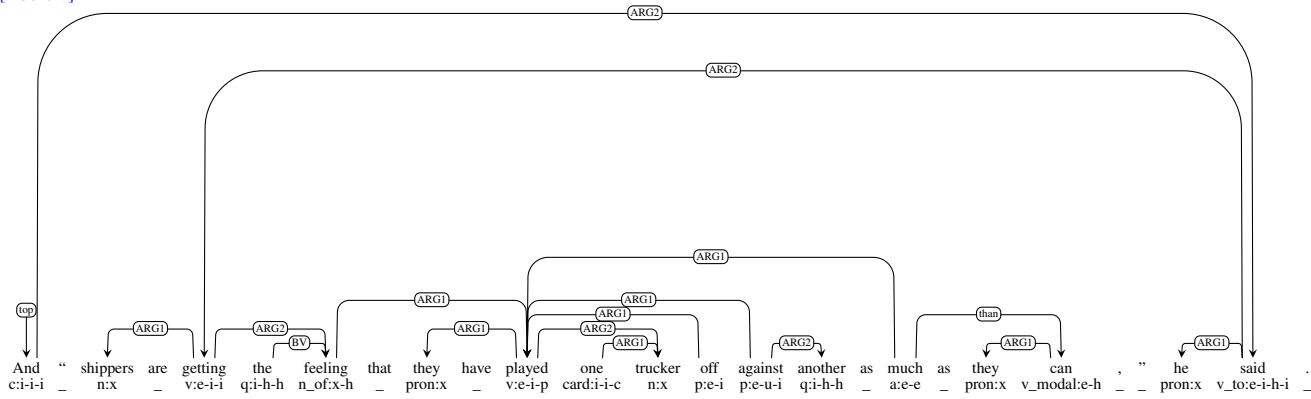 ARG2
ARG2
ARG1
top ARG1 ARG1
ARG1
ARG1 ARG2 ARG1 ARG2 ARG2 than ARG1 ARG1
BV ARG1
And “ shippers are getting the feeling that they have played one trucker off against another as much as they can , ” he said .
c:i-i-i _ n:x _ v:e-i-i q:i-h-h n_of:x-h _ pron:x _ v:e-i-p card:i-i-c n:x p:e-i p:e-u-i q:i-h-h _ a:e-e _ pron:x v_modal:e-h _ _ pron:x v_to:e-i-h-i _